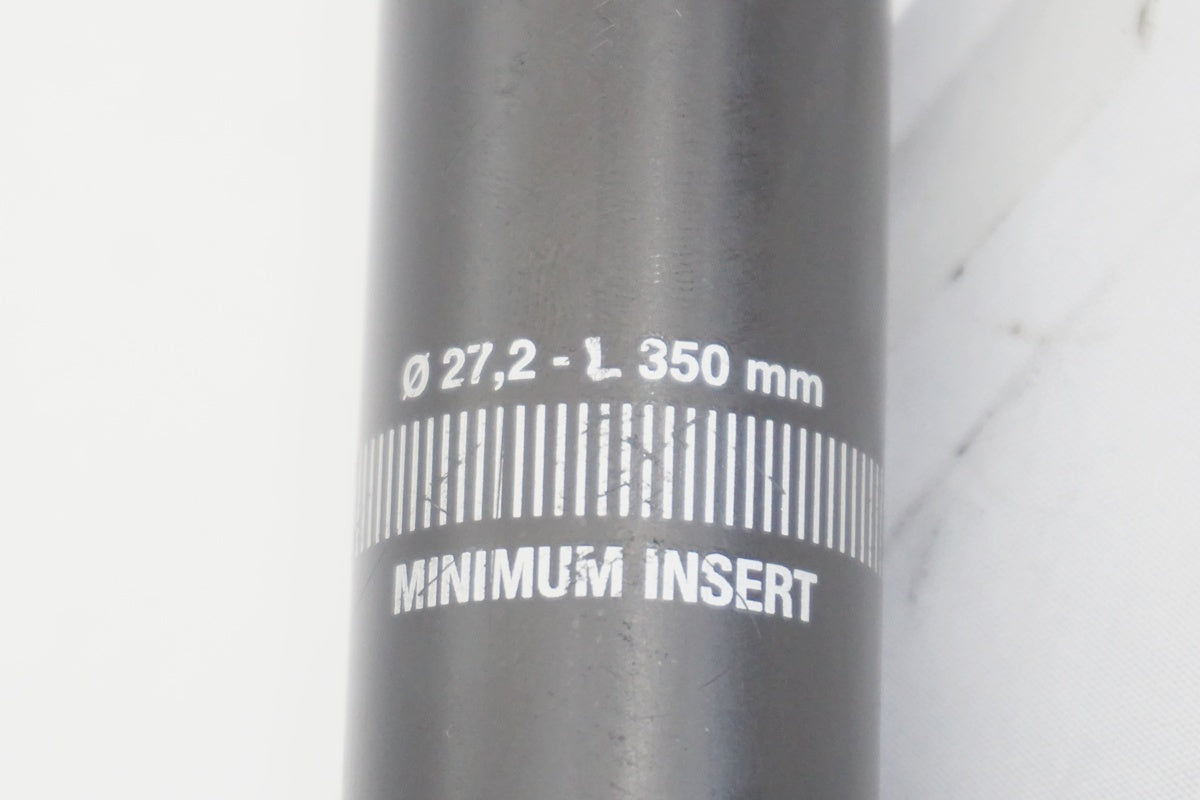 Ø 27,2 - L 350 mm
MINIMUM INSERT